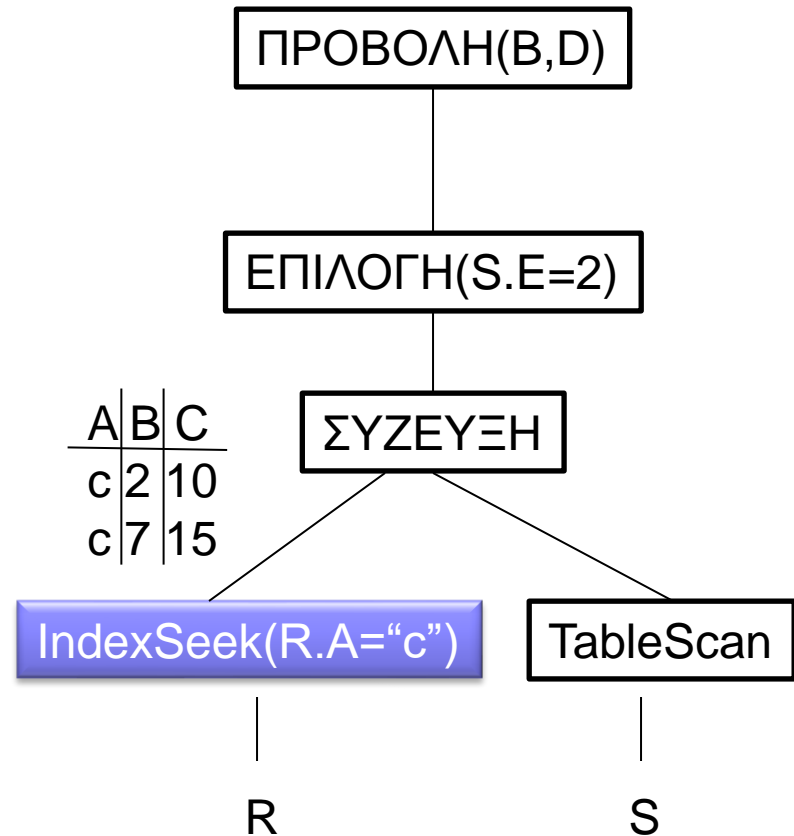 ΠΡΟΒΟΛΗ(B,D)
ΕΠΙΛΟΓΗ(S.E=2)
ΣΥΖΕΥΞΗ
A B C
c 2 10
c 7 15
IndexSeek(R.A=“c”)
TableScan
R
S